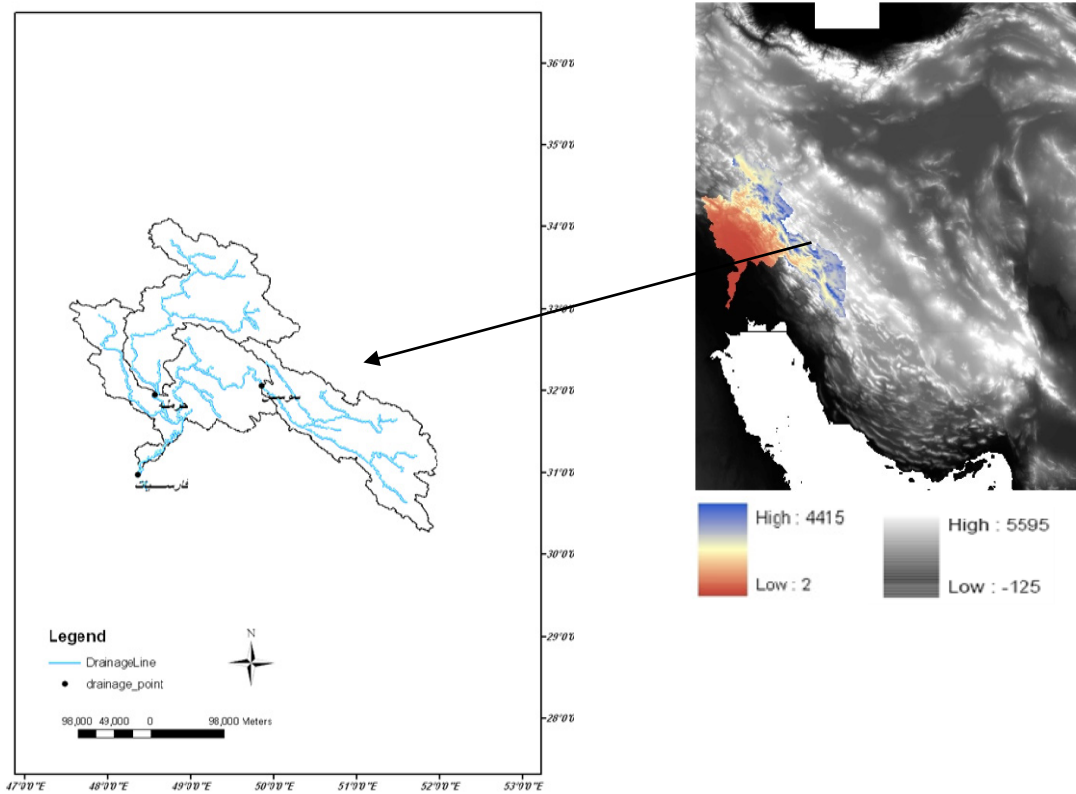 36°0'0"
35°0'0"
34°0'0"
33°0'0"
32°0'0"
31°0'0"
30°0'0"
29°0'0"
28°0'0"
سوسن
حرمله
فارسیات
Legend
DrainageLine
drainage_point
N
98,000 49,000 0 98,000 Meters
47°0'0"E 48°0'0"E 49°0'0"E 50°0'0"E 51°0'0"E 52°0'0"E 53°0'0"E
High : 4415
Low : 2
High : 5595
Low : -125